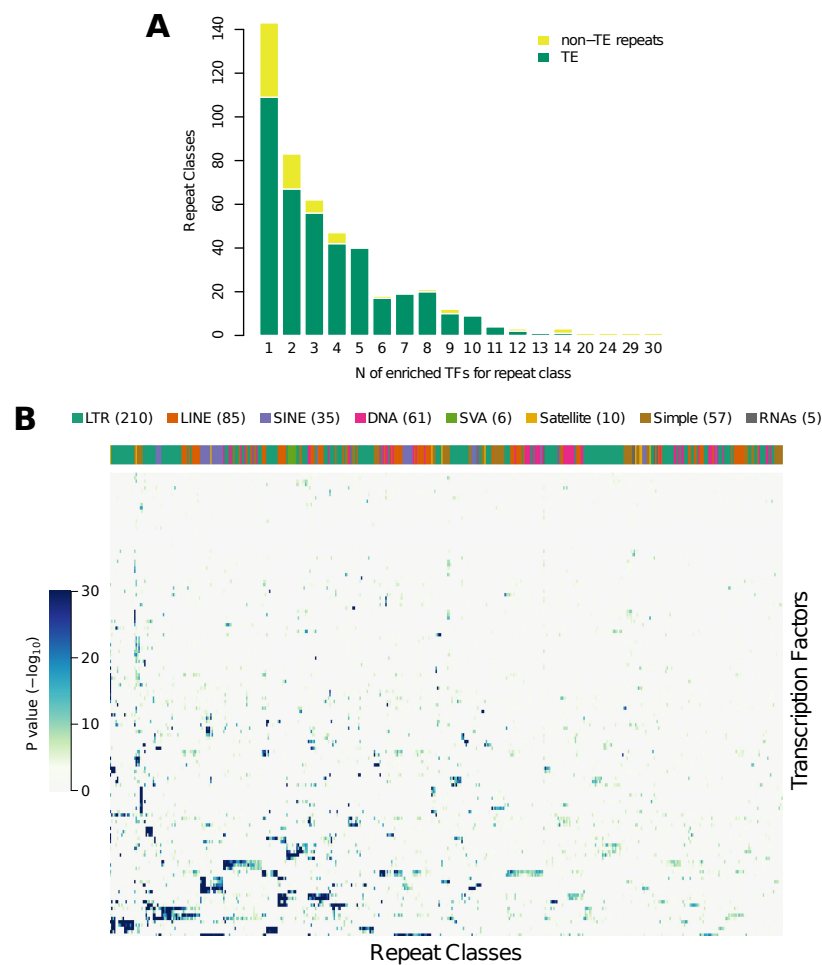 A
140
120
100
80
60
40
20
0
Repeat Classes
non−TE repeats
TE
1 2 3 4 5 6 7 8 9 10 11 12 13 14 20 24 29 30
N of enriched TFs for repeat class
B
LTR (210) LINE (85) SINE (35) DNA (61) SVA (6) Satellite (10) Simple (57) RNAs (5)
P value (−log₁₀)
30
20
10
0
Transcription Factors
Repeat Classes